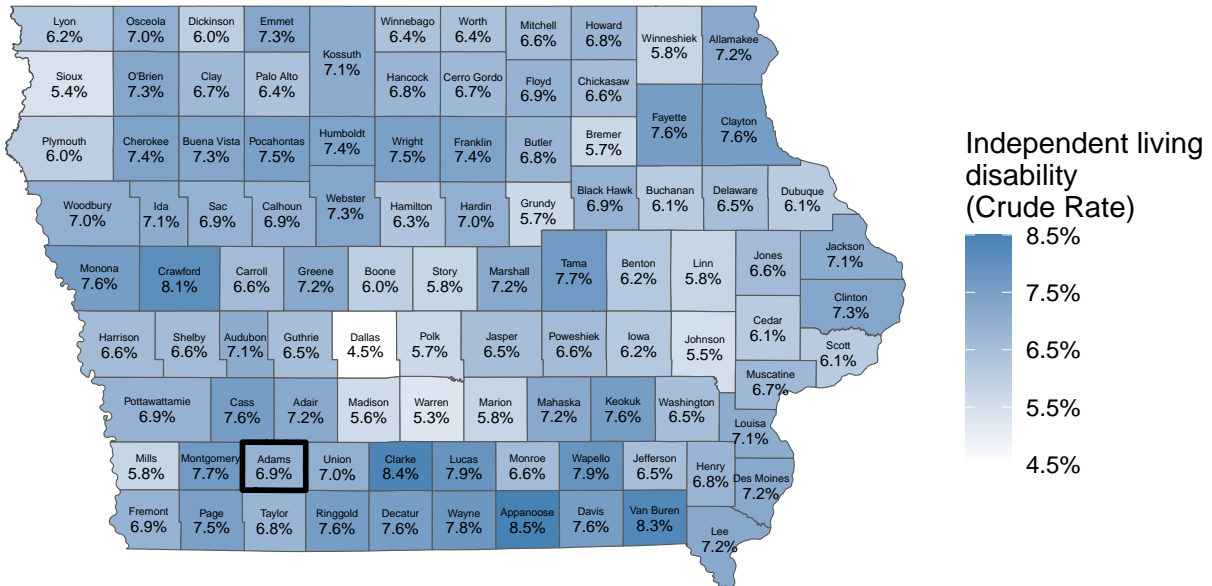 Lyon
6.2%
Osceola
7.0%
Dickinson
6.0%
Emmet
7.3%
Kossuth
7.1%
Winnebago
6.4%
Worth
6.4%
Mitchell
6.6%
Howard
6.8%
Winneshiek
5.8%
Allamakee
7.2%
Sioux
5.4%
O'Brien
7.3%
Clay
6.7%
Palo Alto
6.4%
Hancock
6.8%
Cerro Gordo
6.7%
Floyd
6.9%
Chickasaw
6.6%
Fayette
7.6%
Clayton
7.6%
Plymouth
6.0%
Cherokee
7.4%
Buena Vista
7.3%
Pocahontas
7.5%
Humboldt
7.4%
Wright
7.5%
Franklin
7.4%
Butler
6.8%
Bremer
5.7%
Woodbury
7.0%
Ida
7.1%
Sac
6.9%
Calhoun
6.9%
Webster
7.3%
Hamilton
6.3%
Hardin
7.0%
Grundy
5.7%
Black Hawk
6.9%
Buchanan
6.1%
Delaware
6.5%
Dubuque
6.1%
Monona
7.6%
Crawford
8.1%
Carroll
6.6%
Greene
7.2%
Boone
6.0%
Story
5.8%
Marshall
7.2%
Tama
7.7%
Benton
6.2%
Linn
5.8%
Jones
6.6%
Jackson
7.1%
Clinton
7.3%
Harrison
6.6%
Shelby
6.6%
Audubon
7.1%
Guthrie
6.5%
Dallas
4.5%
Polk
5.7%
Jasper
6.5%
Poweshiek
6.6%
Iowa
6.2%
Johnson
5.5%
Cedar
6.1%
Scott
6.1%
Muscatine
6.7%
Pottawattamie
6.9%
Cass
7.6%
Adair
7.2%
Madison
5.6%
Warren
5.3%
Marion
5.8%
Mahaska
7.2%
Keokuk
7.6%
Washington
6.5%
Louisa
7.1%
Mills
5.8%
Montgomery
7.7%
Adams
6.9%
Union
7.0%
Clarke
8.4%
Lucas
7.9%
Monroe
6.6%
Wapello
7.9%
Jefferson
6.5%
Henry
6.8%
Des Moines
7.2%
Fremont
6.9%
Page
7.5%
Taylor
6.8%
Ringgold
7.6%
Decatur
7.6%
Wayne
7.8%
Appanoose
8.5%
Davis
7.6%
Van Buren
8.3%
Lee
7.2%
Independent living
disability
(Crude Rate)
8.5%
7.5%
6.5%
5.5%
4.5%